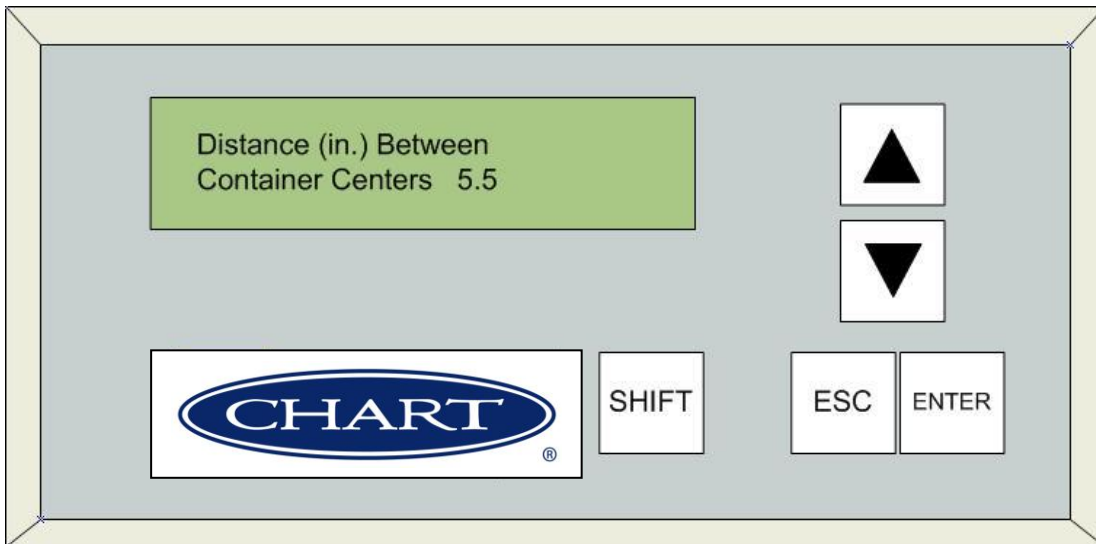 Distance (in.) Between
Container Centers 5.5
CHART
®
SHIFT
ESC
ENTER